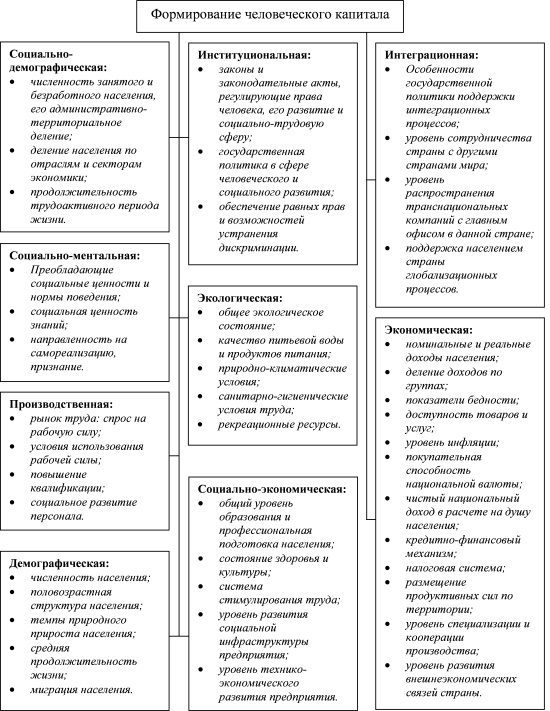 Формирование человеческого капитала
Социально-
демографическая:
• численность занятого и
безработного населения,
его административно-
территориальное
деление;
• деление населения по
отраслям и секторам
экономики;
• продолжительность
трудоактивного периода
жизни.
Социально-ментальная:
• Преобладающие
социальные ценности и
нормы поведения;
• социальная ценность
знаний;
• направленность на
самореализацию,
признание.
Производственная:
• рынок труда: спрос на
рабочую силу;
• условия использования
рабочей силы;
• повышение
квалификации;
• социальное развитие
персонала.
Демографическая:
• численность населения;
• половозрастная
структура населения;
• темпы природного
прироста населения;
• средняя
продолжительность
жизни;
• миграция населения.
Институциональная:
• законы и
законодательные акты,
регулирующие права
человека, его развитие и
социально-трудовую
сферу;
• государственная
политика в сфере
человеческого и
социального развития;
• обеспечение равных прав
и возможностей
устранения
дискриминации.
Экологическая:
• общее экологическое
состояние;
• качество питьевой воды
и продуктов питания;
• природно-климатические
условия;
• санитарно-гигиенические
условия труда;
• рекреационные ресурсы.
Социально-экономическая:
• общий уровень
образования и
профессиональная
подготовка населения;
• состояние здоровья и
культуры;
• система
стимулирования труда;
• уровень развития
социальной
инфраструктуры
предприятия;
• уровень технико-
экономического
развития предприятия.
Интеграционная:
• Особенности
государственной
политики поддержки
интеграционных
процессов;
• уровень сотрудничества
страны с другими
странами мира;
• уровень
распространения
транснациональных
компаний с главным
офисом в данной стране;
• поддержка населением
страны
глобализационных
процессов.
Экономическая:
• номинальные и реальные
доходы населения;
• деление доходов по
группах;
• показатели бедности;
• доступность товаров и
услуг;
• уровень инфляции;
• покупательная
способность
национальной валюты;
• чистый национальный
доход в расчете на душу
населения;
• кредитно-финансовый
механизм;
• налоговая система;
• размещение
продуктивных сил по
территории;
• уровень специализации и
кооперации
производства;
• уровень развития
внешнеэкономических
связей страны.